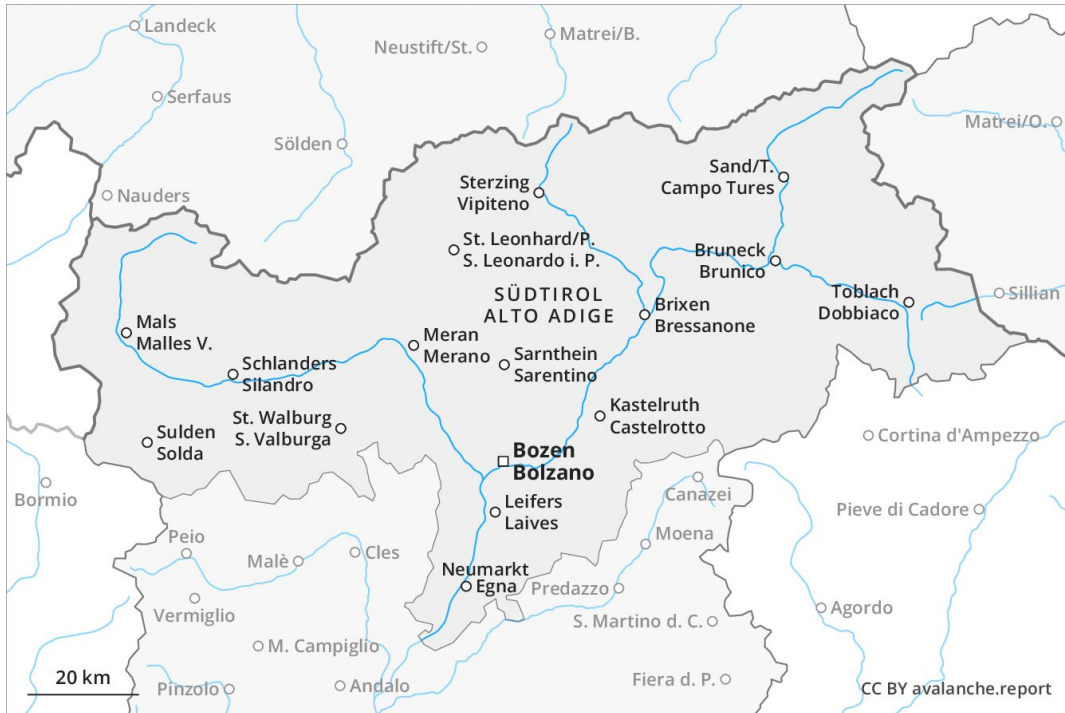 Landeck
Neustift/St.
Matrei/B.
Serfaus
Sölden
Matrei/O.
Nauders
Sterzing
Vipiteno
Sand/T.
Campo Tures
St. Leonhard/P.
S. Leonardo i. P.
Bruneck
Brunico
SÜDTIROL
ALTO ADIGE
Toblach
Dobbiaco
Sillian
Mals
Malles V.
Meran
Merano
Brixen
Bressanone
Schlanders
Silandro
Sarnthein
Sarentino
St. Walburg
S. Valburga
Kastelruth
Castelrotto
Sulden
Solda
Cortina d'Ampezzo
Bozen
Bolzano
Bormio
Canazei
Leifers
Laives
Pieve di Cadore
Peio
Malè
Cles
Moena
Neumarkt
Egna
Predazzo
Vermiglio
Agordo
S. Martino d. C.
M. Campiglio
20 km
Pinzolo
Andalo
Fiera d. P.
CC BY avalanche.report